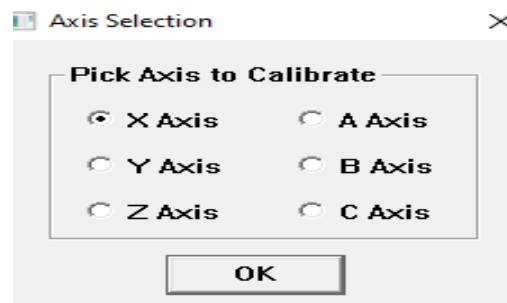 Axis Selection
Pick Axis to Calibrate
X Axis
A Axis
Y Axis
B Axis
Z Axis
C Axis
OK